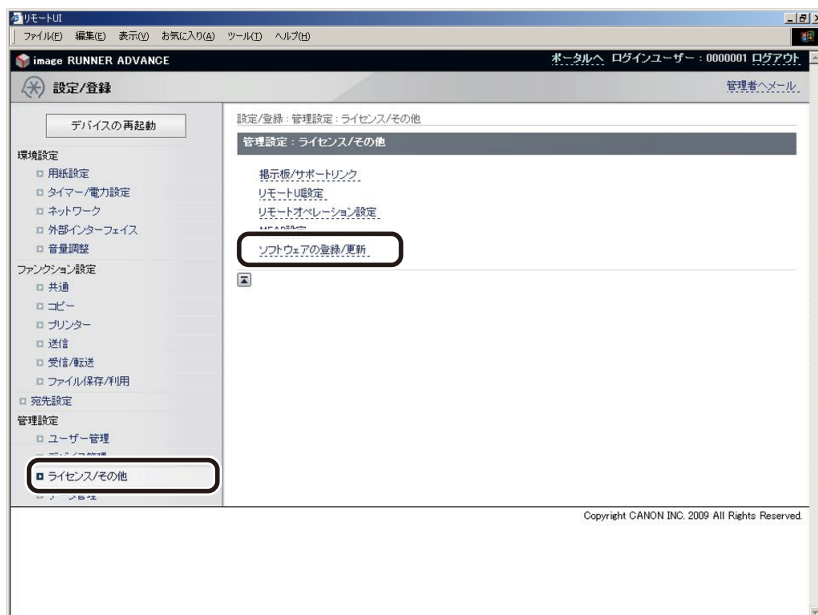 リモートUI
ファイル(F) 編集(E) 表示(V) お気に入り(A) ツール(T) ヘルプ(H)
image RUNNER ADVANCE ポータルへ ログインユーザー : 0000001 ログアウト
設定/登録 管理者へメール
デバイスの再起動
環境設定
用紙設定
タイマー/電力設定
ネットワーク
外部インターフェイス
音量調整
ファンクション設定
共通
コピー
プリンター
送信
受信/転送
ファイル保存/利用
宛先設定
管理設定
ユーザー管理
ライセンス/その他
設定/登録 : 管理設定 : ライセンス/その他
管理設定 : ライセンス/その他
掲示板/サポートリンク
リモートUI設定
リモートオペレーション設定
ソフトウェアの登録/更新
Copyright CANON INC. 2009 All Rights Reserved.